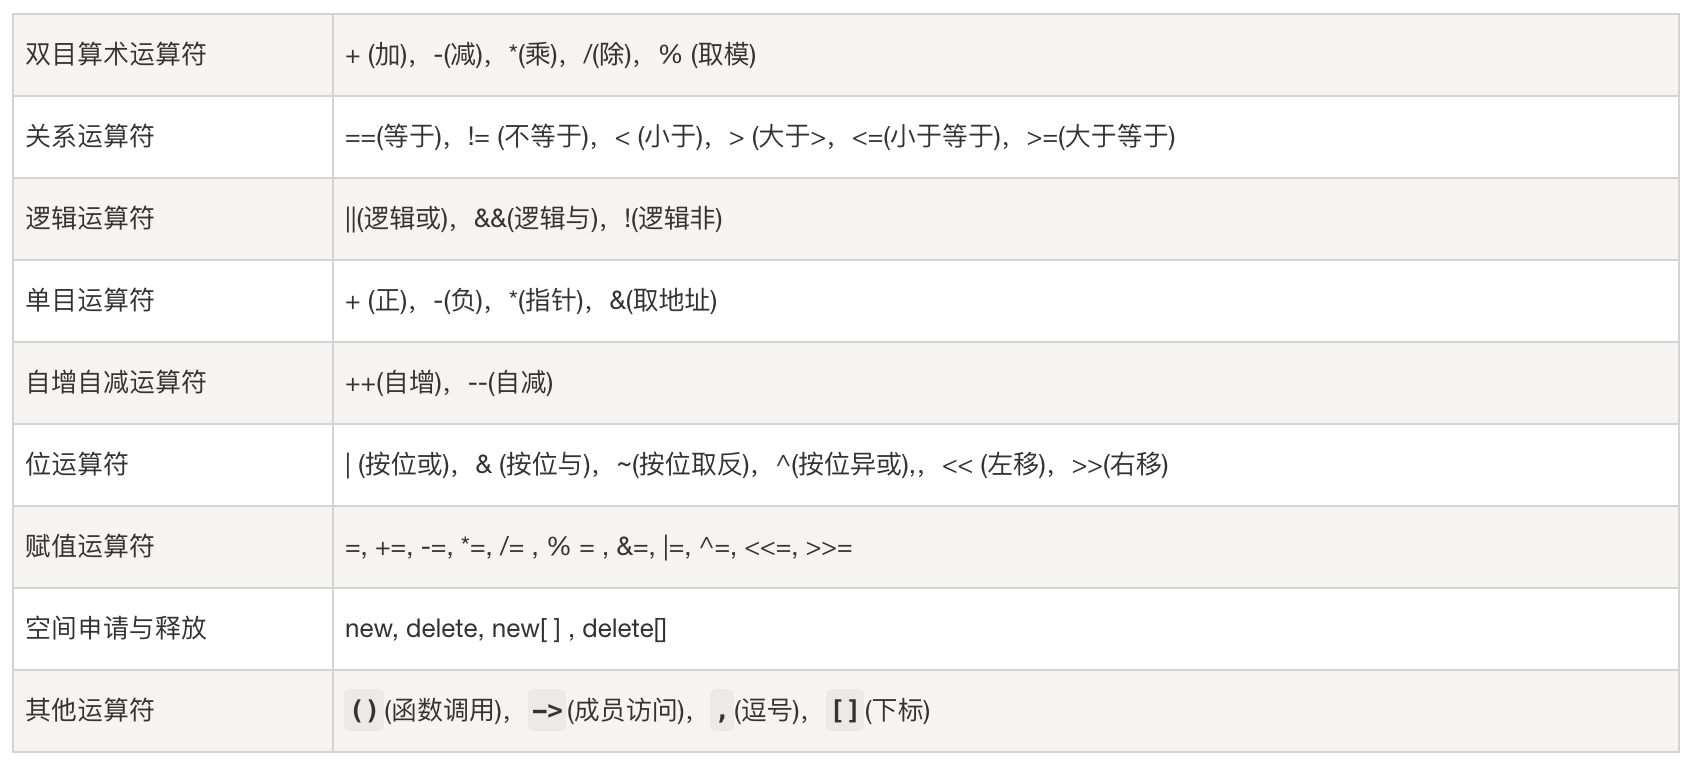 双目算术运算符 + (加)，-(减)，*(乘)，/(除)，% (取模)
关系运算符 ==(等于)，!= (不等于)，< (小于)，> (大于>，<=(小于等于)，>=(大于等于)
逻辑运算符 ||(逻辑或)，&&(逻辑与)，!(逻辑非)
单目运算符 + (正)，-(负)，*(指针)，&(取地址)
自增自减运算符 ++(自增)，--(自减)
位运算符 | (按位或)，& (按位与)，~(按位取反)，^(按位异或),，<< (左移)，>>(右移)
赋值运算符 =, +=, -=, *=, /= , % = , &=, |=, ^=, <<=, >>=
空间申请与释放 new, delete, new[ ] , delete[]
其他运算符 ()(函数调用)，—>(成员访问)，,(逗号)，[](下标)